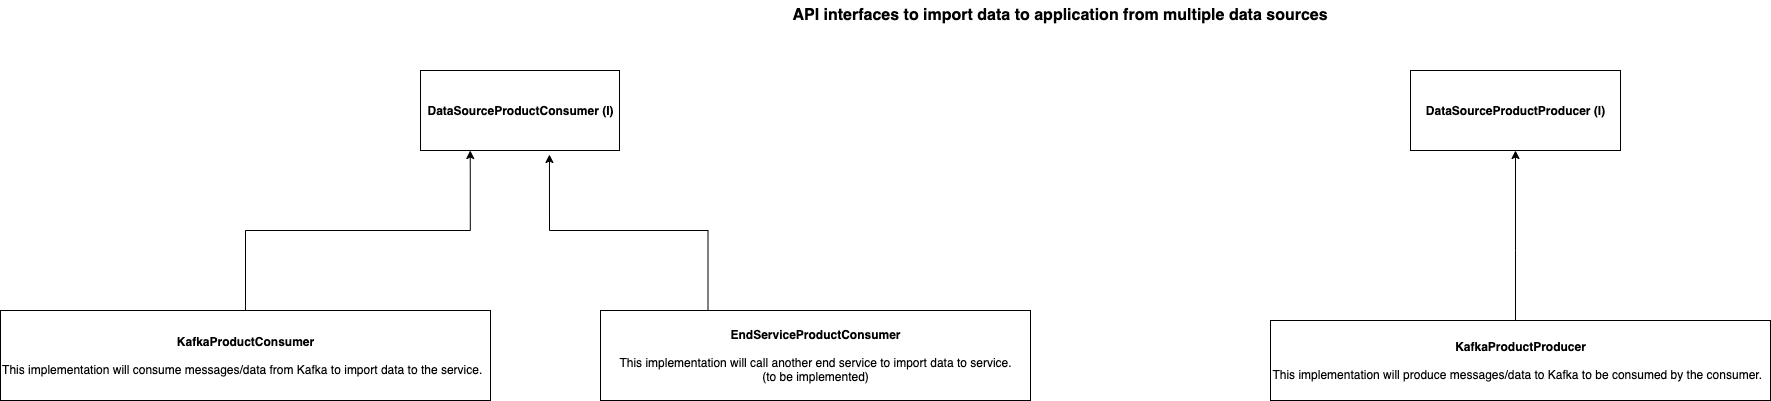 API interfaces to import data to application from multiple data sources
DataSourceProductConsumer (I)
DataSourceProductProducer (I)
KafkaProductConsumer
This implementation will consume messages/data from Kafka to import data to the service.
EndServiceProductConsumer
This implementation will call another end service to import data to service.
(to be implemented)
KafkaProductProducer
This implementation will produce messages/data to Kafka to be consumed by the consumer.